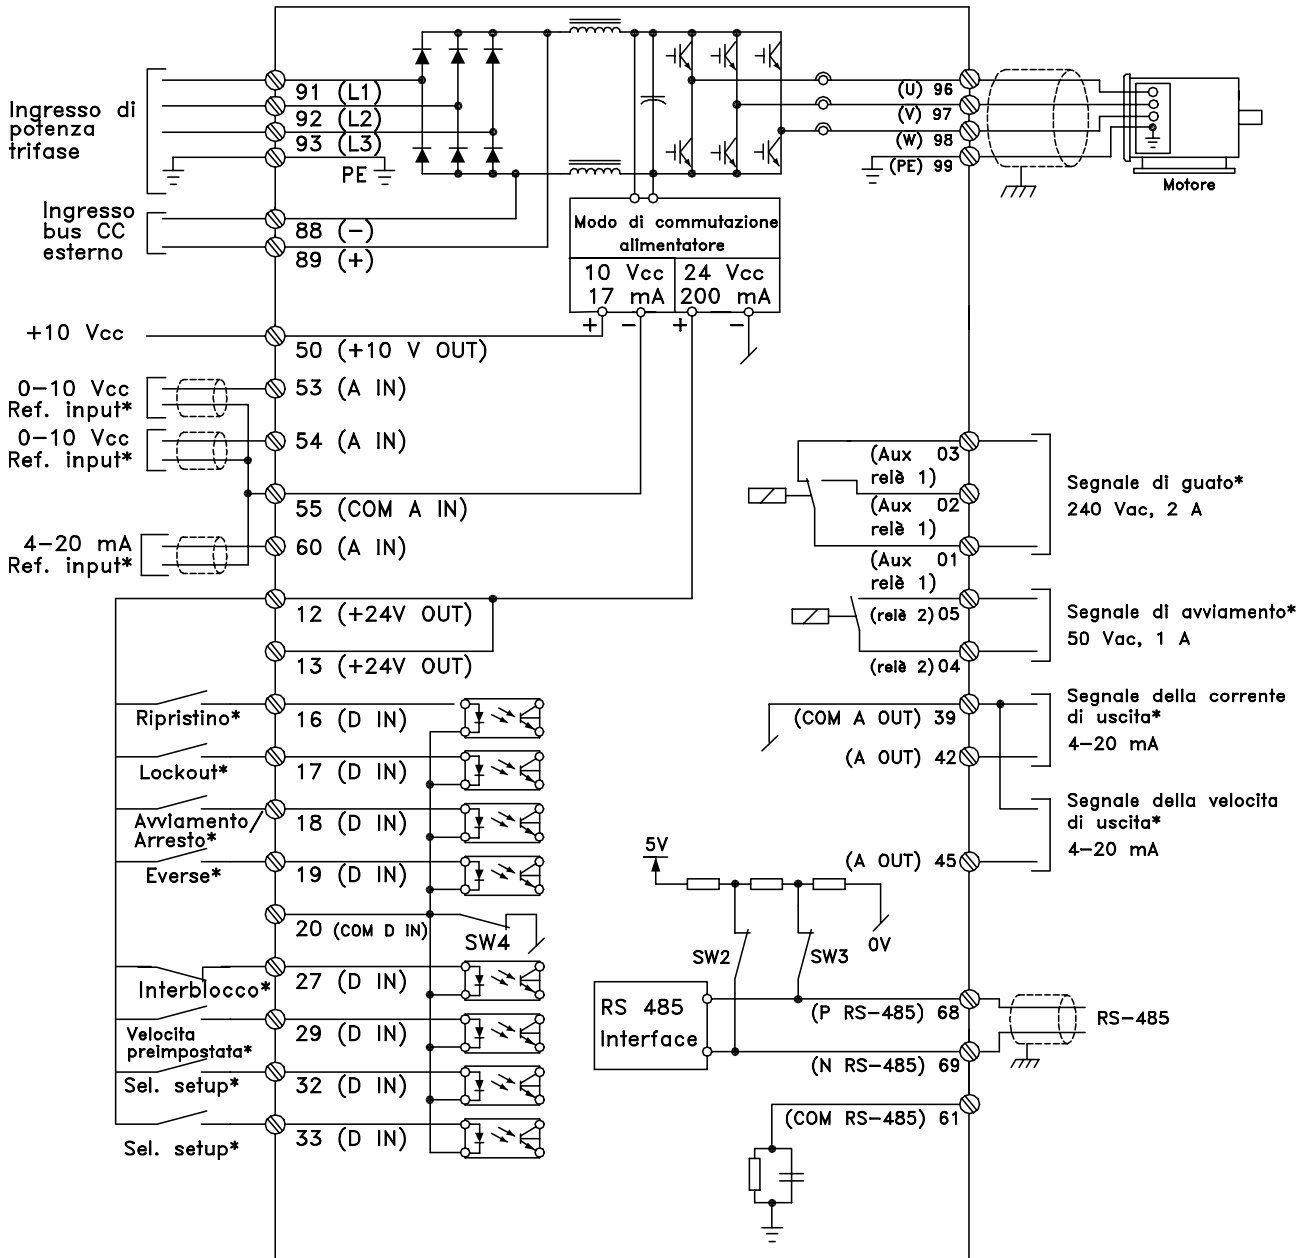 Ingresso di
potenza
trifase
91 (L1)
92 (L2)
93 (L3)
PE
Ingresso
bus CC
esterno
88 (−)
89 (+)
Modo di commutazione
alimentatore
10 Vcc
17 mA
24 Vcc
200 mA
+ − + −
(U) 96
(V) 97
(W) 98
(PE) 99
Motore
+10 Vcc
50 (+10 V OUT)
0−10 Vcc
Ref. input*
53 (A IN)
0−10 Vcc
Ref. input*
54 (A IN)
55 (COM A IN)
4−20 mA
Ref. input*
60 (A IN)
12 (+24V OUT)
13 (+24V OUT)
Ripristino*
16 (D IN)
Lockout*
17 (D IN)
Avviamento/
Arresto*
18 (D IN)
Everse*
19 (D IN)
20 (COM D IN)
SW4
Interblocco*
27 (D IN)
Velocita
preimpostata*
29 (D IN)
Sel. setup*
32 (D IN)
Sel. setup*
33 (D IN)
(Aux 03
relè 1)
(Aux 02
relè 1)
(Aux 01
relè 1)
Segnale di guato*
240 Vac, 2 A
(relè 2) 05
(relè 2) 04
Segnale di avviamento*
50 Vac, 1 A
(COM A OUT) 39
(A OUT) 42
Segnale della corrente
di uscita*
4−20 mA
(A OUT) 45
Segnale della velocita
di uscita*
4−20 mA
5V
0V
SW2
SW3
RS 485
Interface
(P RS−485) 68
(N RS−485) 69
RS−485
(COM RS−485) 61